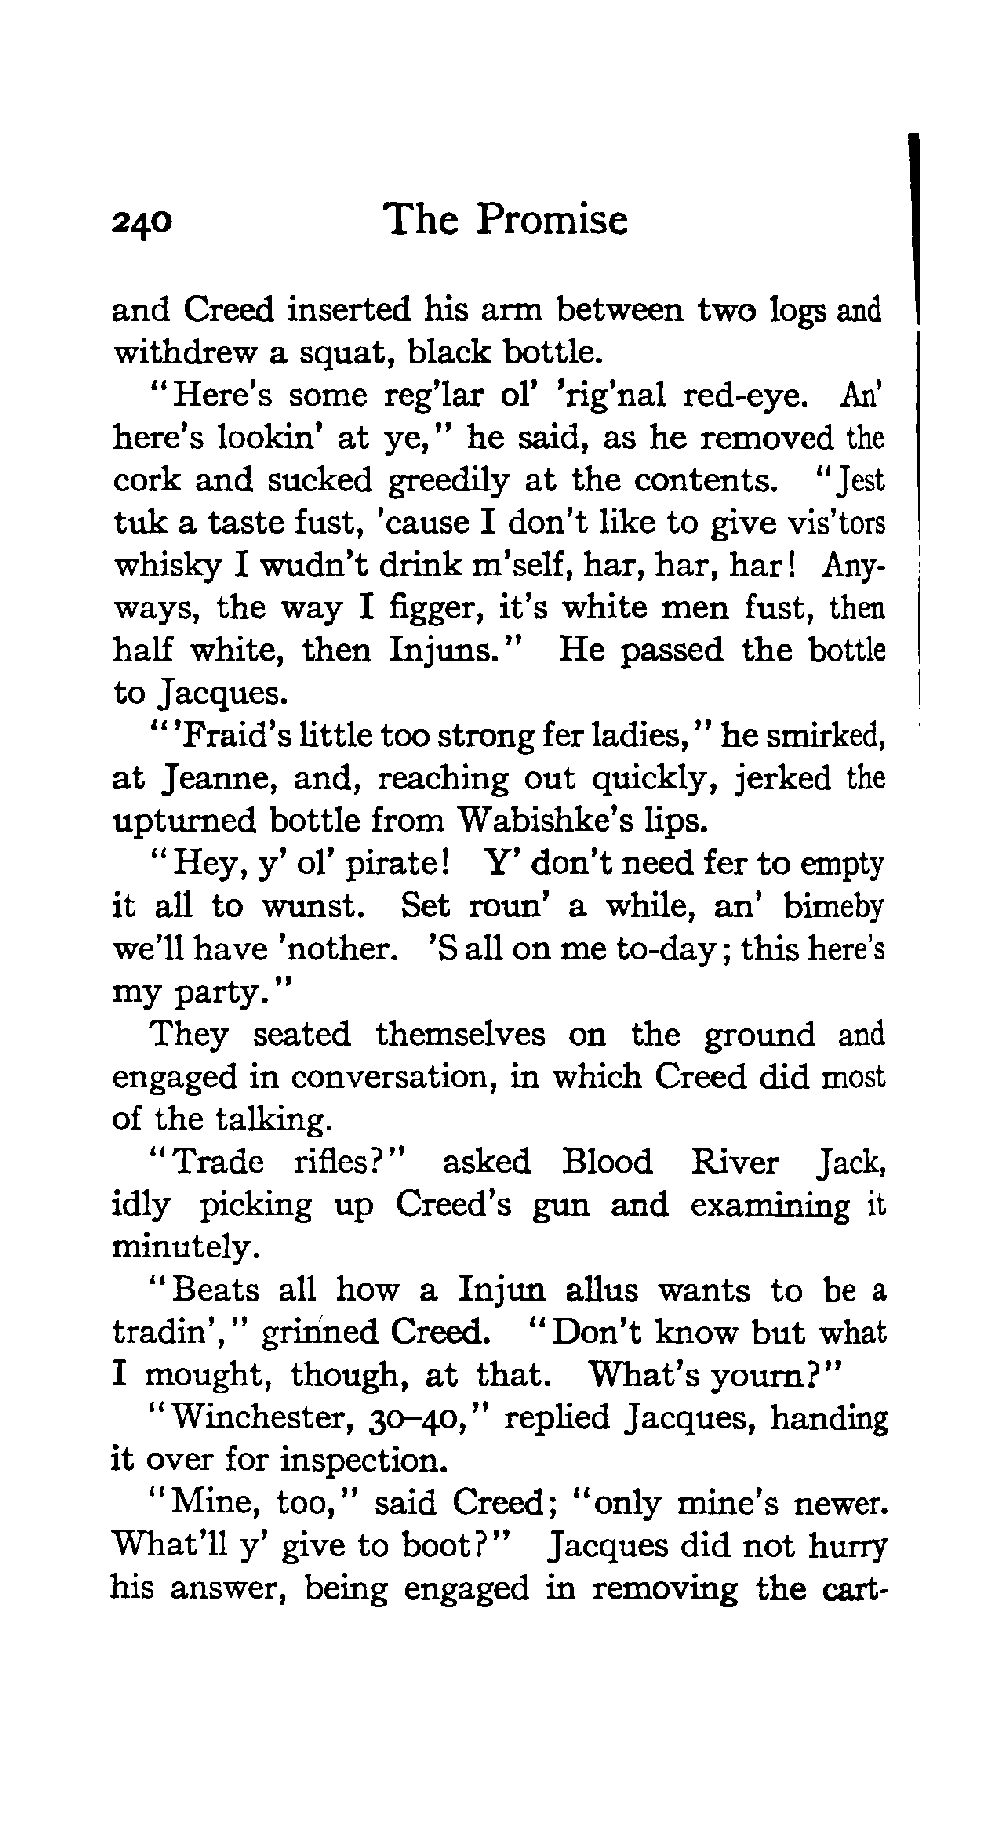 240 The Promise
and Creed inserted his arm between two logs and
withdrew a squat, black bottle.
"Here's some reg'lar ol' 'rig'nal red-eye. An'
here's lookin' at ye," he said, as he removed the
cork and sucked greedily at the contents. "Jest
tuk a taste fust, 'cause I don't like to give vis'tors
whisky I wudn't drink m'self, har, har, har! Any-
ways, the way I figger, it's white men fust, then
half white, then Injuns." He passed the bottle
to Jacques.
"'Fraid's little too strong fer ladies," he smirked,
at Jeanne, and, reaching out quickly, jerked the
upturned bottle from Wabishke's lips.
"Hey, y' ol' pirate! Y' don't need fer to empty
it all to wunst. Set roun' a while, an' bimeby
we'll have 'nother. 'S all on me to-day; this here's
my party."
They seated themselves on the ground and
engaged in conversation, in which Creed did most
of the talking.
"Trade rifles?" asked Blood River Jack,
idly picking up Creed's gun and examining it
minutely.
"Beats all how a Injun allus wants to be a
tradin'," grinned Creed. "Don't know but what
I mought, though, at that. What's yourn?"
"Winchester, 30–40," replied Jacques, handing
it over for inspection.
"Mine, too," said Creed; "only mine's newer.
What'll y' give to boot?" Jacques did not hurry
his answer, being engaged in removing the cart-